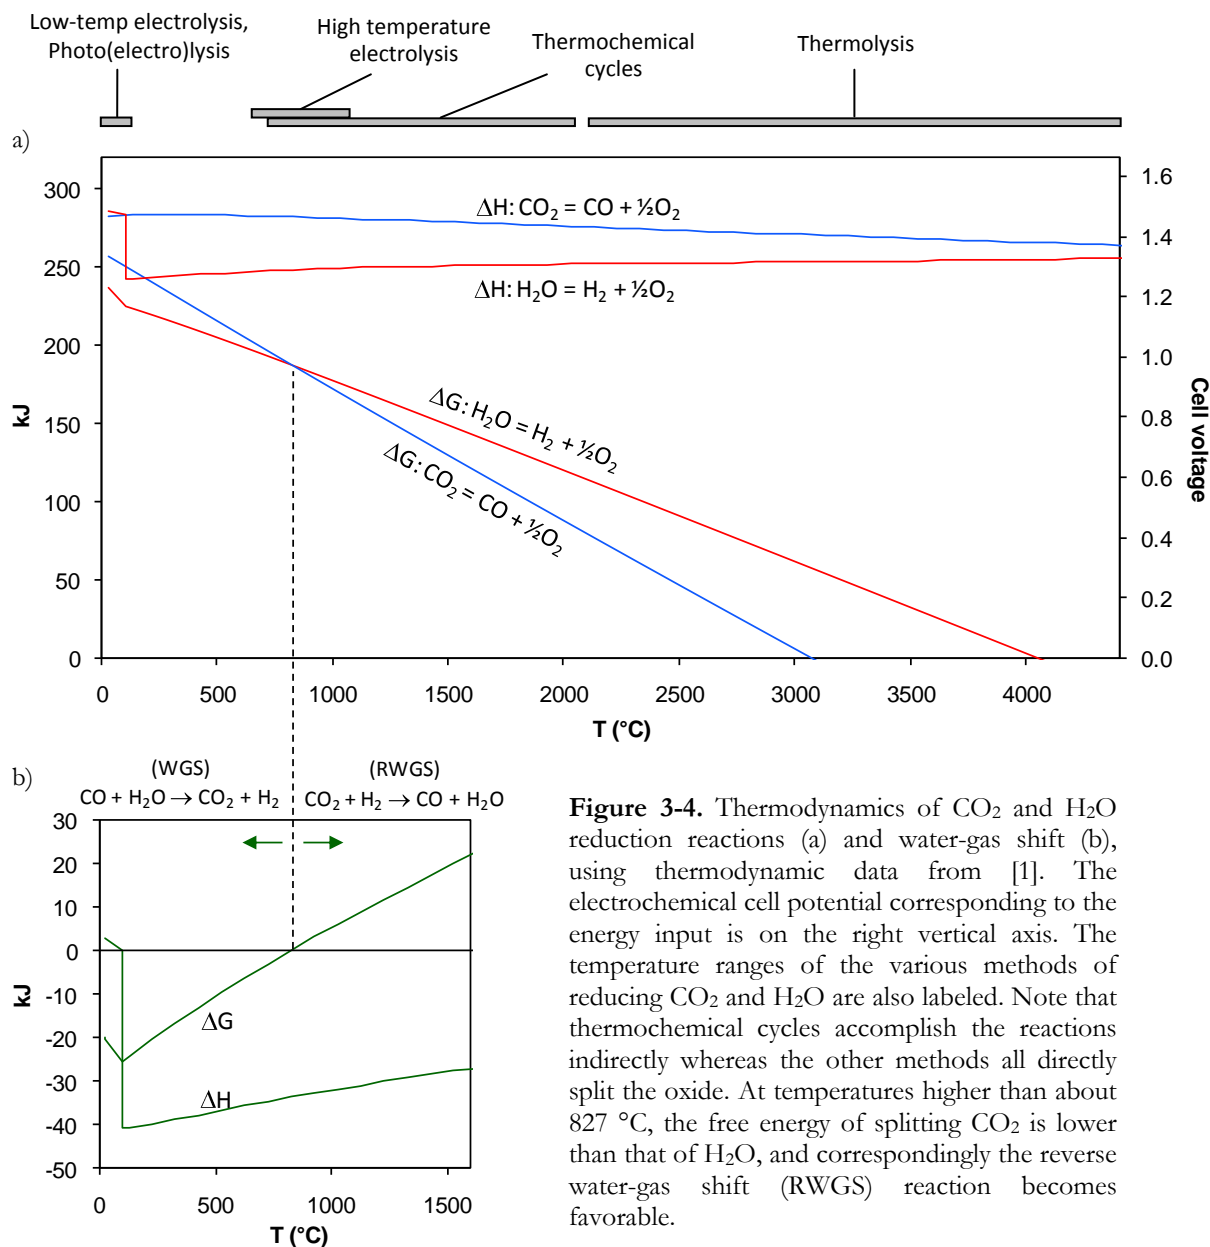 Low-temp electrolysis,
Photo(electro)lysis
High temperature
electrolysis
Thermochemical
cycles
Thermolysis
a)
300
250
200
150
100
50
0
kJ
1.6
1.4
1.2
1.0
0.8
0.6
0.4
0.2
0.0
Cell voltage
ΔH: CO₂ = CO + ½O₂
ΔH: H₂O = H₂ + ½O₂
ΔG: H₂O = H₂ + ½O₂
ΔG: CO₂ = CO + ½O₂
0 500 1000 1500 2000 2500 3000 3500 4000
T (°C)
b)
(WGS)
CO + H₂O → CO₂ + H₂
(RWGS)
CO₂ + H₂ → CO + H₂O
30
20
10
0
-10
-20
-30
-40
-50
kJ
ΔG
ΔH
0 500 1000 1500
T (°C)
Figure 3-4. Thermodynamics of CO₂ and H₂O
reduction reactions (a) and water-gas shift (b),
using thermodynamic data from [1]. The
electrochemical cell potential corresponding to the
energy input is on the right vertical axis. The
temperature ranges of the various methods of
reducing CO₂ and H₂O are also labeled. Note that
thermochemical cycles accomplish the reactions
indirectly whereas the other methods all directly
split the oxide. At temperatures higher than about
827 °C, the free energy of splitting CO₂ is lower
than that of H₂O, and correspondingly the reverse
water-gas shift (RWGS) reaction becomes
favorable.